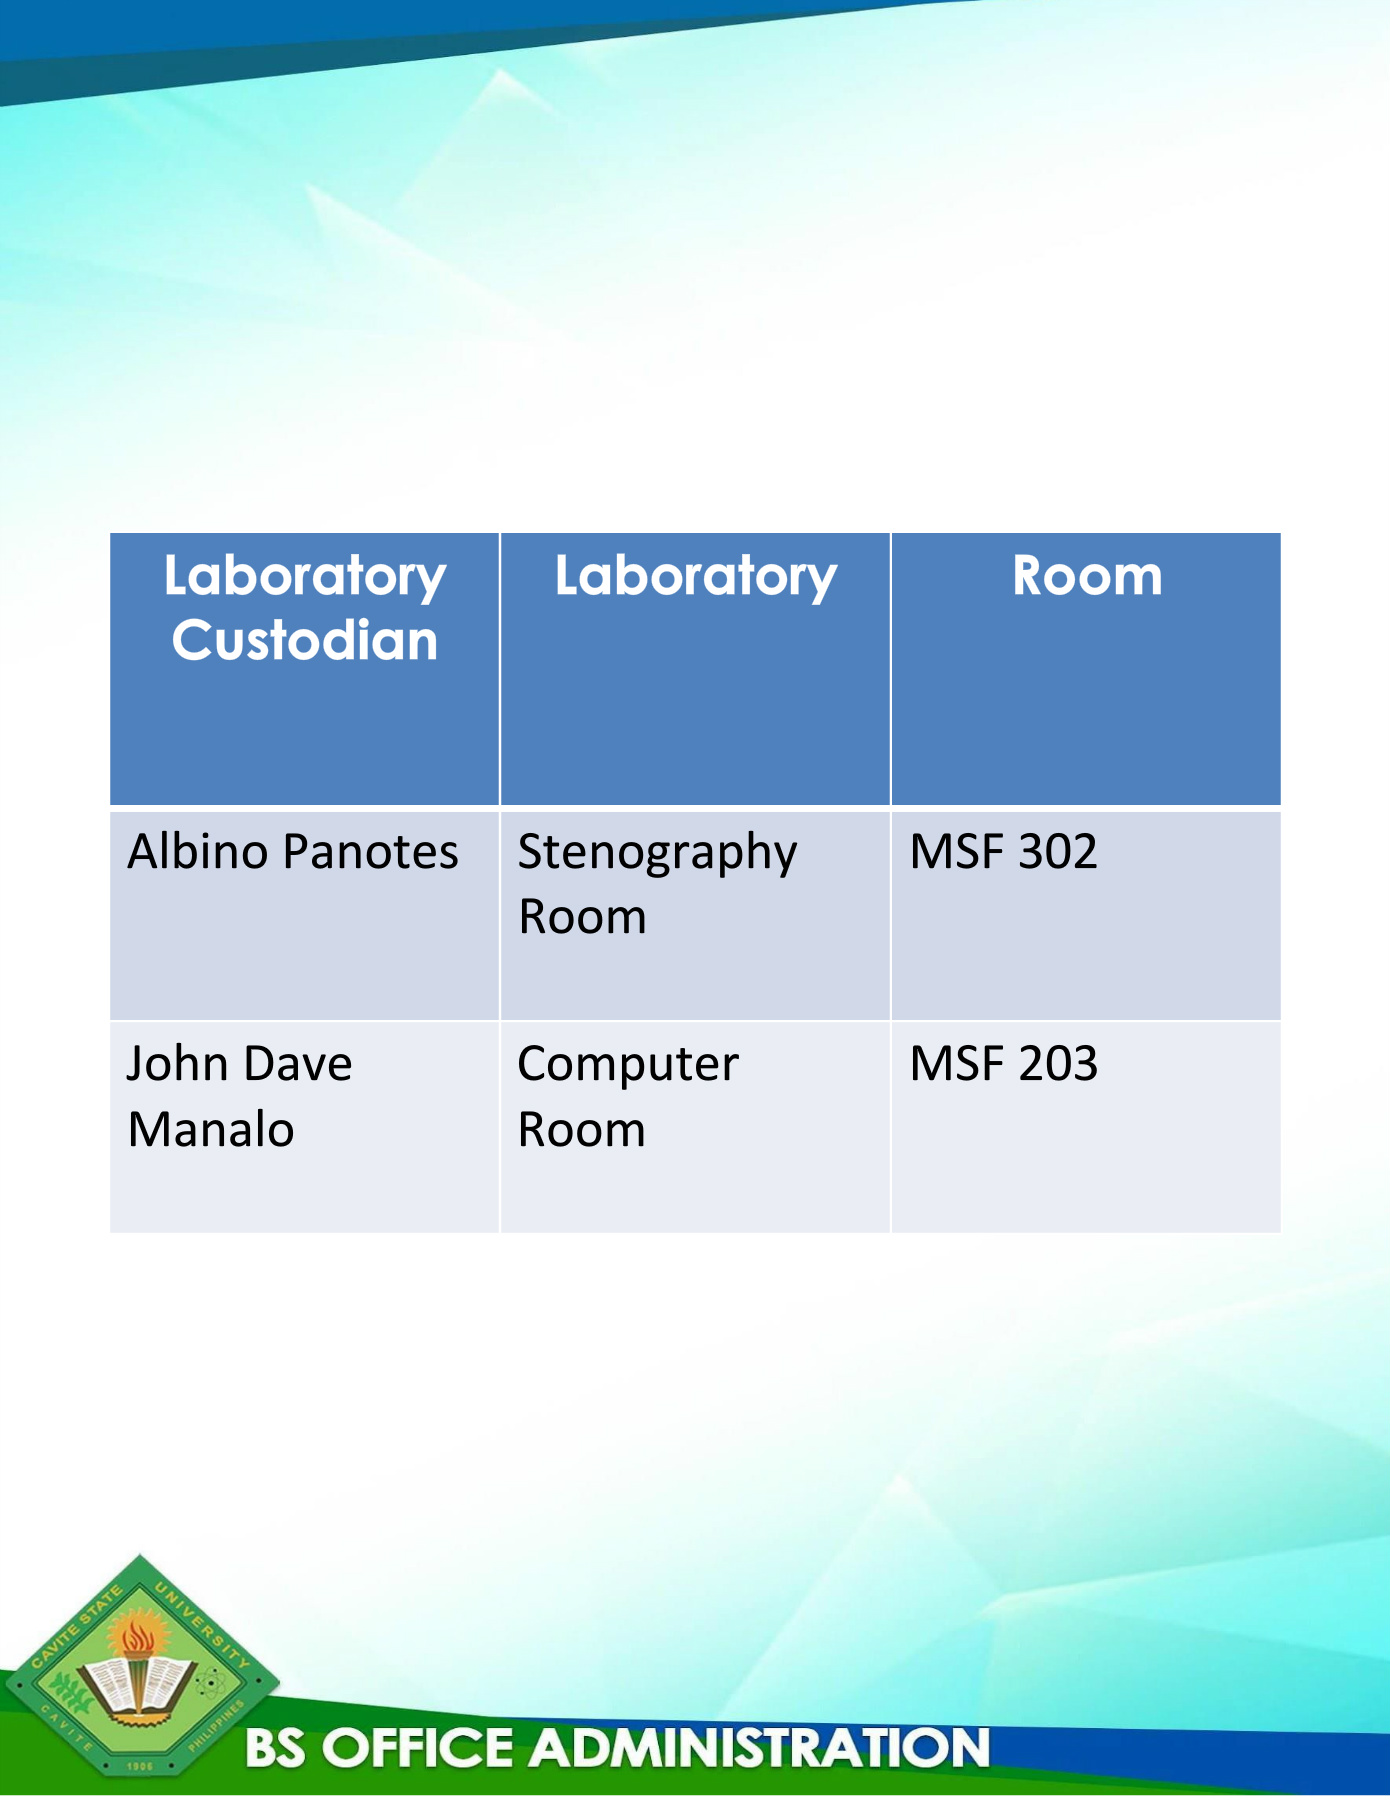 Laboratory
Custodian
Laboratory
Room
Albino Panotes
Stenography
Room
MSF 302
John Dave
Manalo
Computer
Room
MSF 203
CAVITE STATE
UNIVERSITY
CAVITE
PHILIPPINES
1906
BS OFFICE ADMINISTRATION